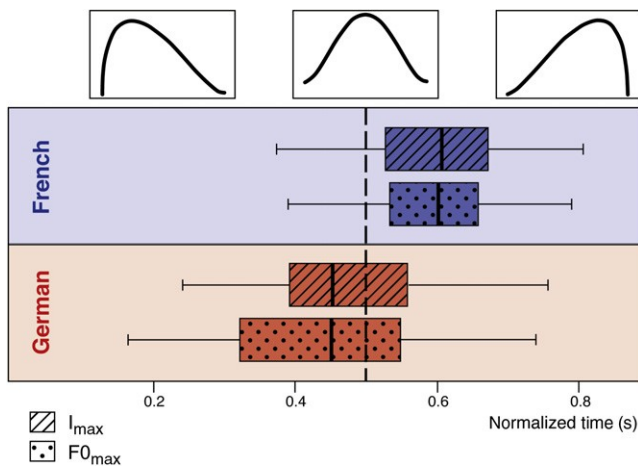 French
German
0.2 0.4 0.6 0.8
Normalized time (s)
Imax
F0max